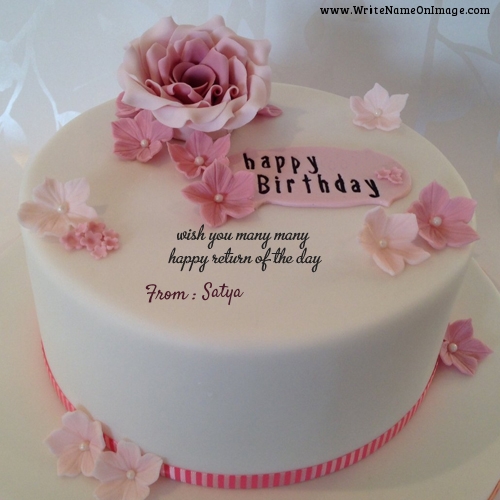 www.WriteNameOnImage.com
happy
Birthday
wish you many many
happy return of the day
From : Satya